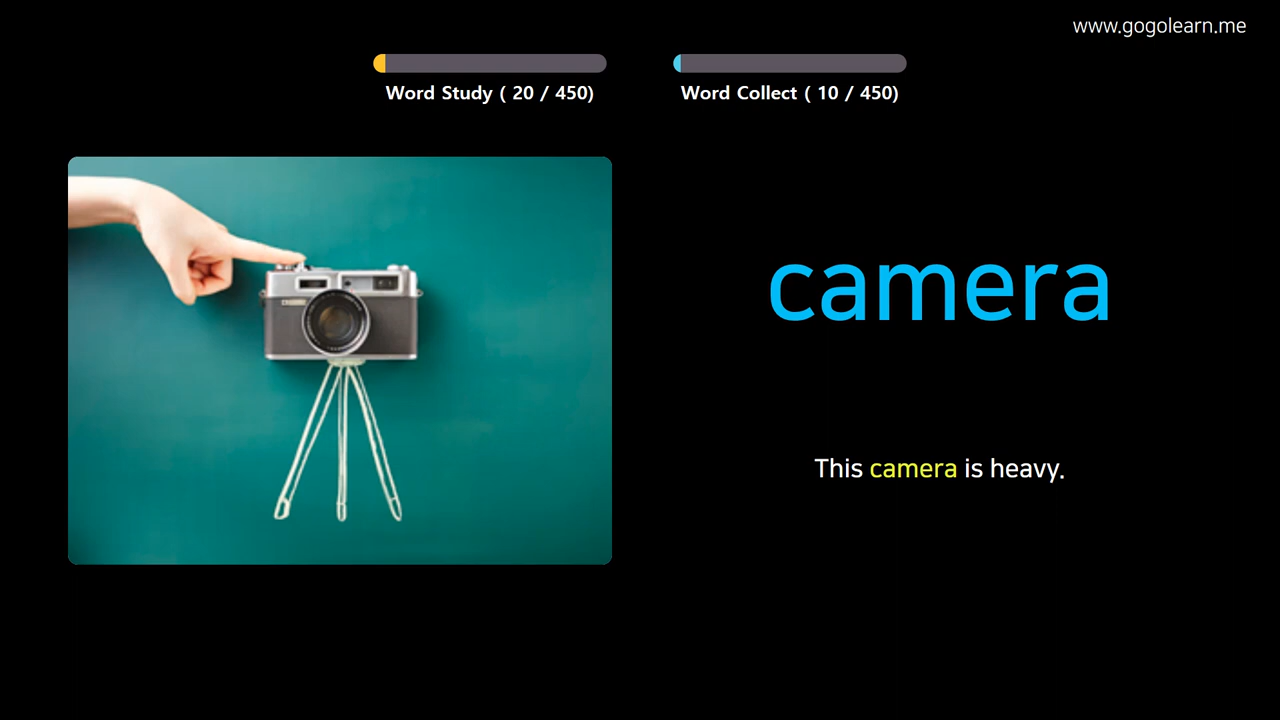 www.gogolearn.me
Word Study ( 20 / 450)
Word Collect ( 10 / 450)
camera
This camera is heavy.